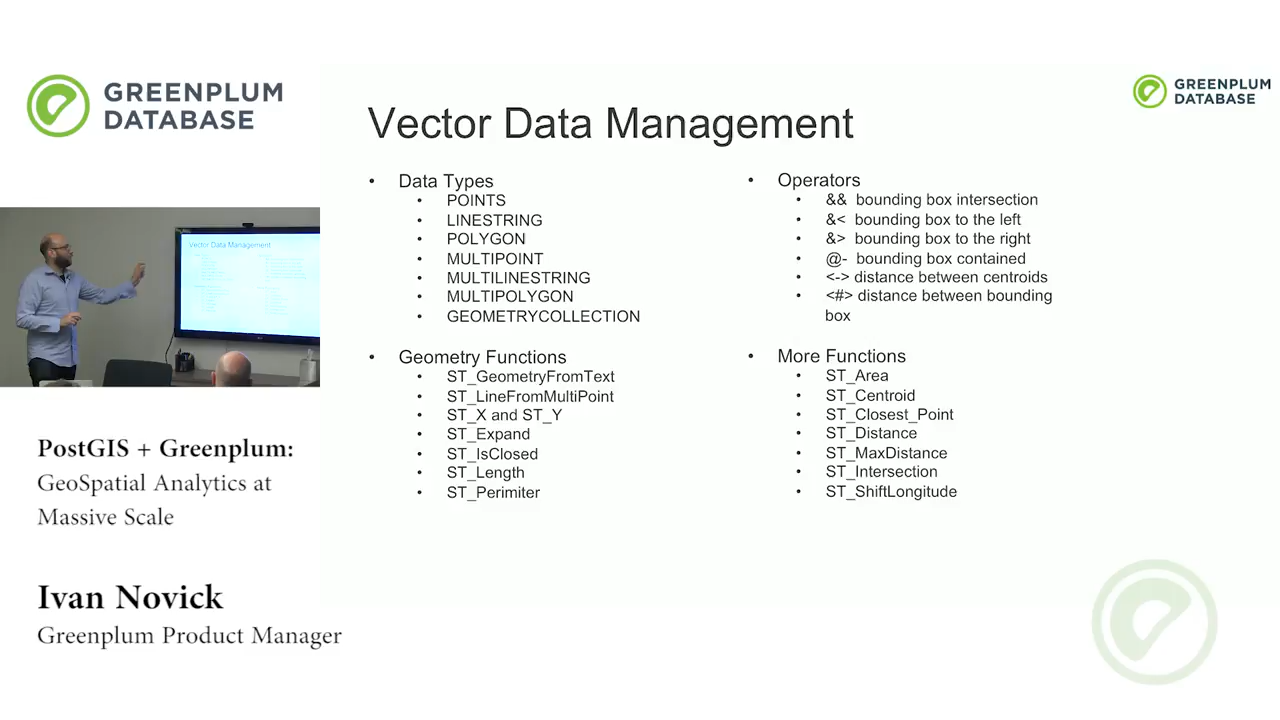 GREENPLUM
DATABASE
GREENPLUM
DATABASE
Vector Data Management
• Data Types
• POINTS
• LINESTRING
• POLYGON
• MULTIPOINT
• MULTILINESTRING
• MULTIPOLYGON
• GEOMETRYCOLLECTION
• Geometry Functions
• ST_GeometryFromText
• ST_LineFromMultiPoint
• ST_X and ST_Y
• ST_Expand
• ST_IsClosed
• ST_Length
• ST_Perimiter
• Operators
• && bounding box intersection
• &< bounding box to the left
• &> bounding box to the right
• @- bounding box contained
• <-> distance between centroids
• <#> distance between bounding
box
• More Functions
• ST_Area
• ST_Centroid
• ST_Closest_Point
• ST_Distance
• ST_MaxDistance
• ST_Intersection
• ST_ShiftLongitude
Vector Data Management
PostGIS + Greenplum:
GeoSpatial Analytics at
Massive Scale
Ivan Novick
Greenplum Product Manager